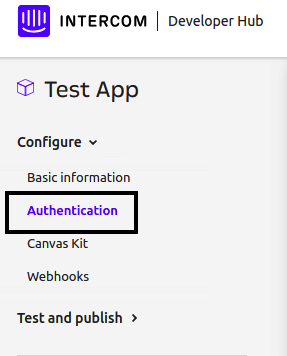 INTERCOM | Developer Hub
Test App
Configure
Basic information
Authentication
Canvas Kit
Webhooks
Test and publish